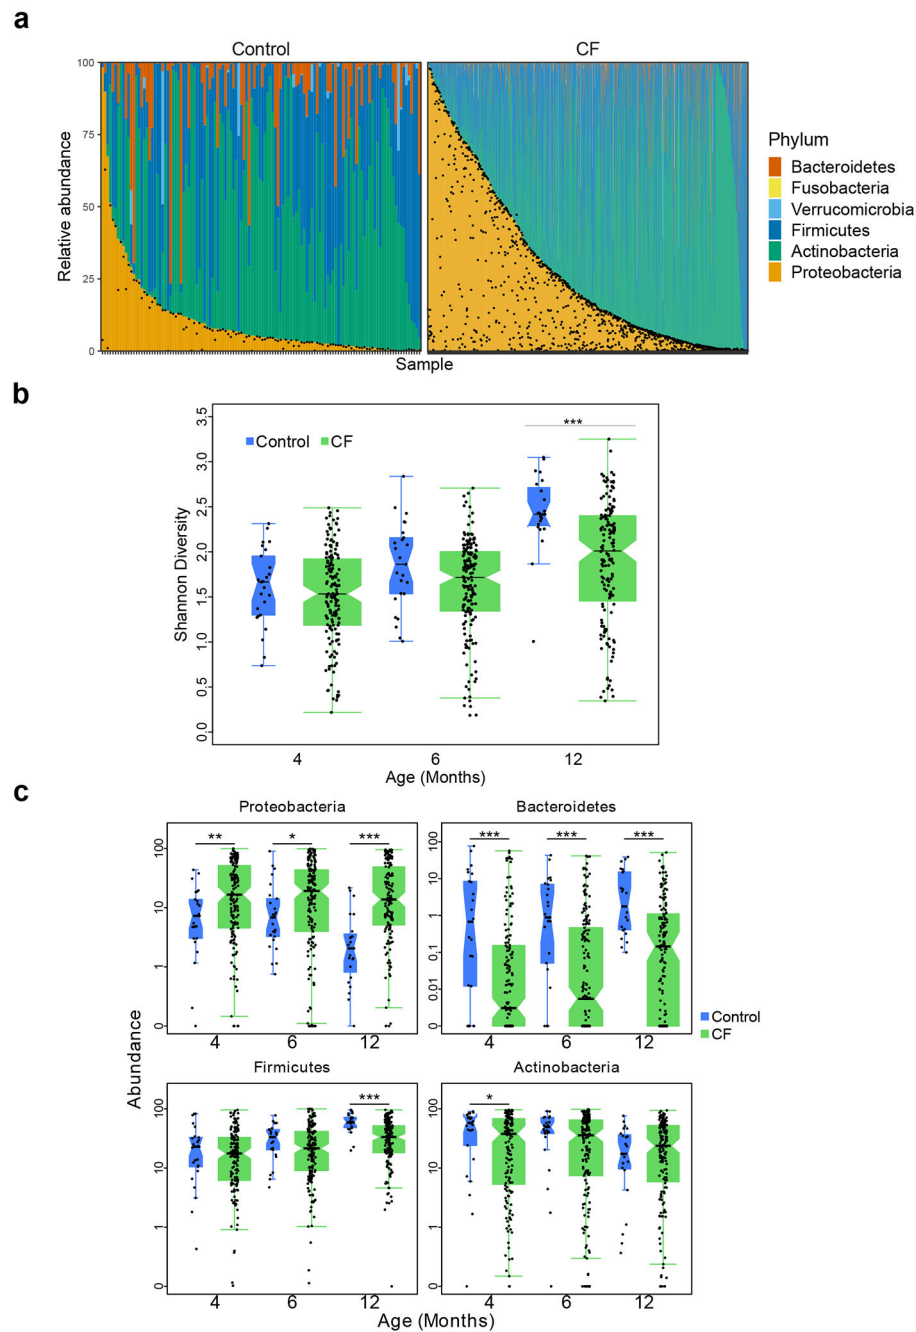 a
Control
CF
Relative abundance
100
75
50
25
0
Sample
Phylum
Bacteroidetes
Fusobacteria
Verrucomicrobia
Firmicutes
Actinobacteria
Proteobacteria
b
Shannon Diversity
3.5
3.0
2.5
2.0
1.5
1.0
0.5
0.0
Control CF
***
4 6 12
Age (Months)
c
Abundance
Proteobacteria
100
10
1
0
** * ***
4 6 12
Bacteroidetes
100
10
1
0.1
0.01
0
*** *** ***
4 6 12
Control
CF
Firmicutes
100
10
1
0
***
4 6 12
Actinobacteria
100
10
1
0
*
4 6 12
Age (Months)